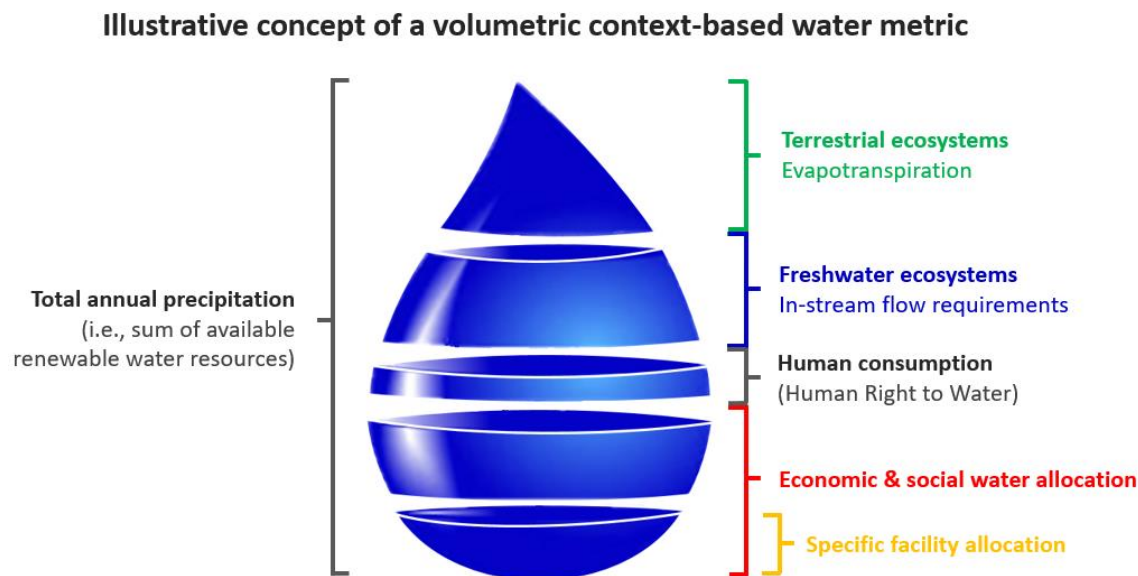 Illustrative concept of a volumetric context-based water metric
Total annual precipitation
(i.e., sum of available
renewable water resources)
Terrestrial ecosystems
Evapotranspiration
Freshwater ecosystems
In-stream flow requirements
Human consumption
(Human Right to Water)
Economic & social water allocation
Specific facility allocation